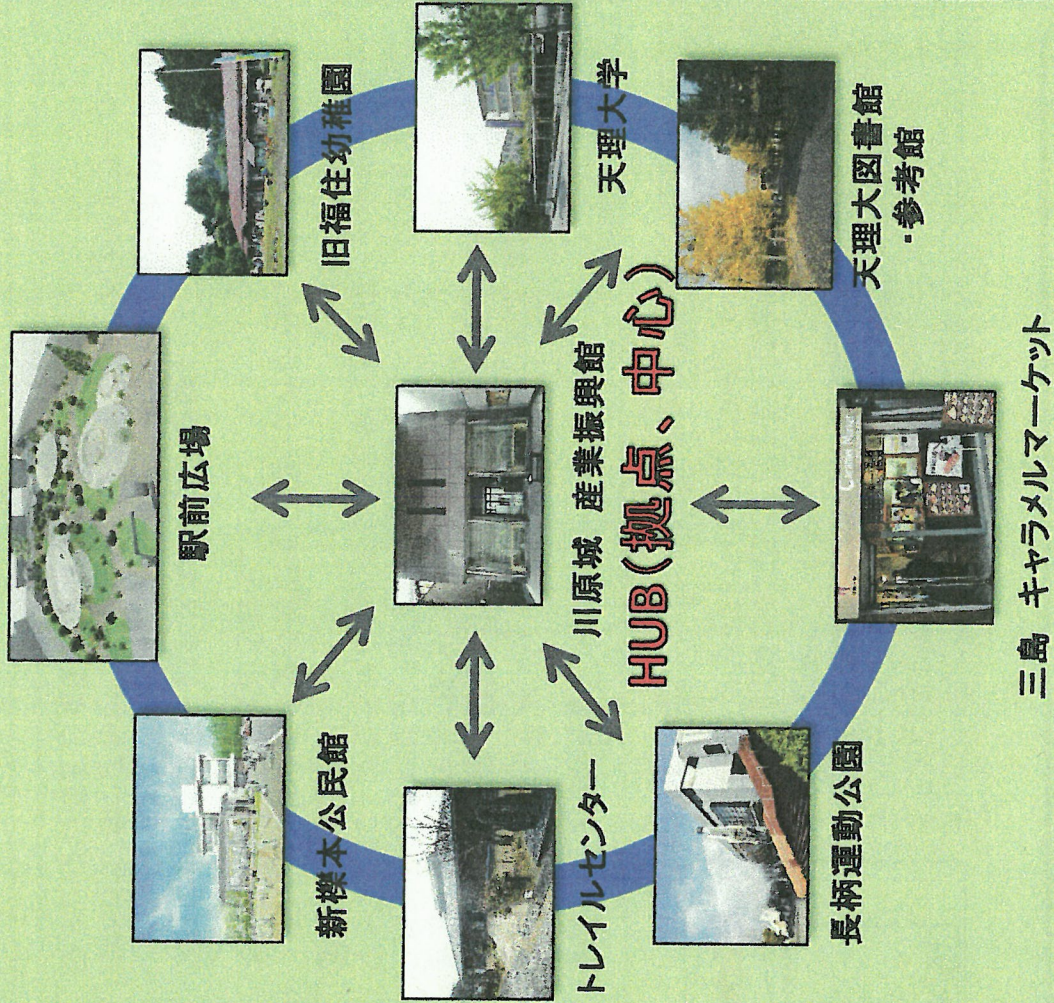 駅前広場
新櫟本公民館
旧福住幼稚園
トレイルセンター
川原城 産業振興館
HUB(拠点、中心)
天理大学
長柄運動公園
天理大図書館
・参考館
三島 キャラメルマーケット